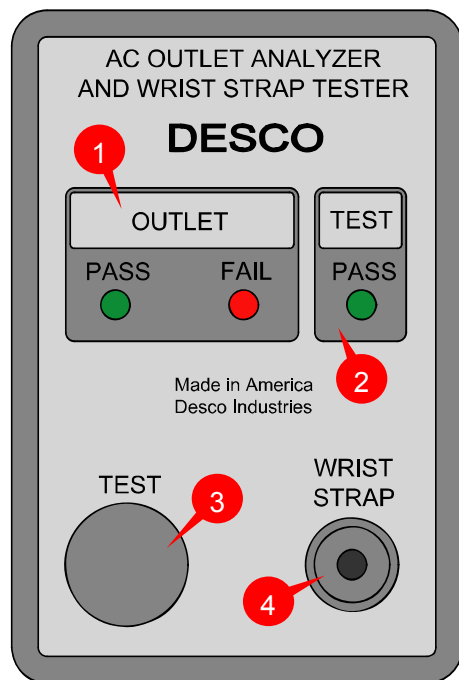 AC OUTLET ANALYZER
AND WRIST STRAP TESTER
DESCO
1
OUTLET
TEST
PASS
FAIL
PASS
2
Made in America
Desco Industries
TEST
3
WRIST
STRAP
4